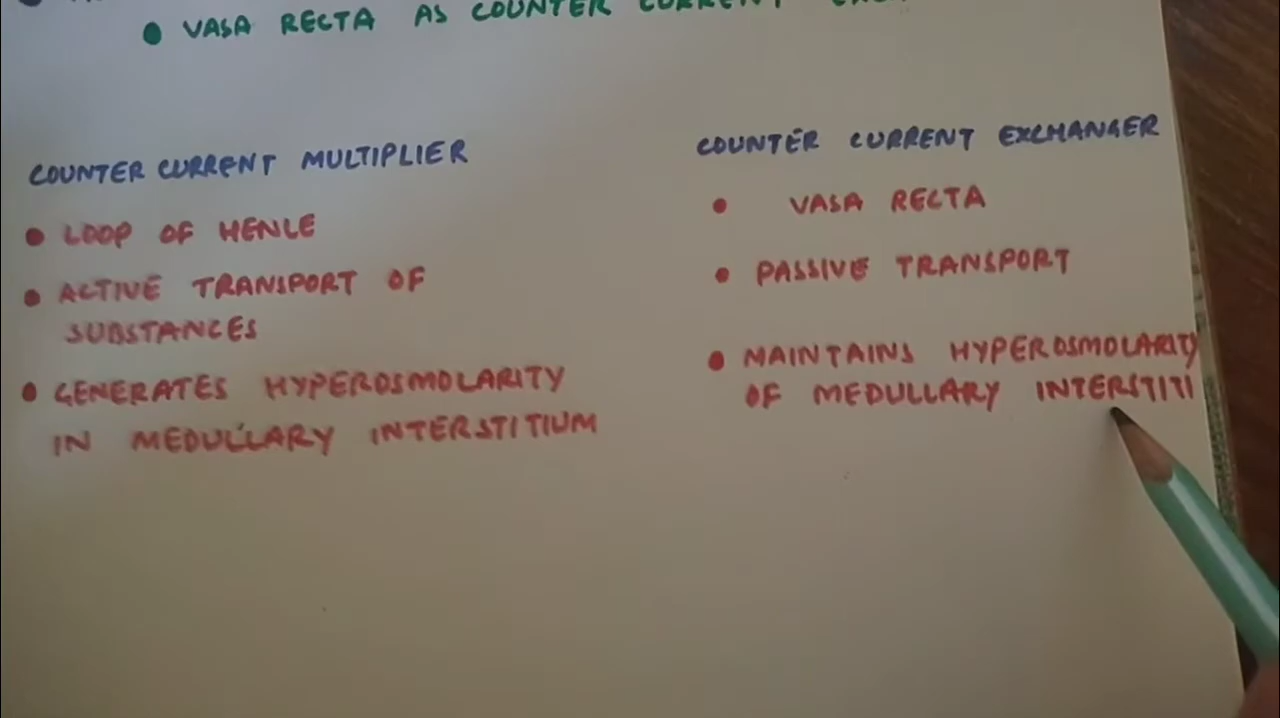 VASA RECTA AS COUNTER CURRENT
COUNTER CURRENT MULTIPLIER
LOOP OF HENLE
ACTIVE TRANSPORT OF
SUBSTANCES
GENERATES HYPEROSMOLARITY
IN MEDULLARY INTERSTITIUM
COUNTER CURRENT EXCHANGER
VASA RECTA
PASSIVE TRANSPORT
MAINTAINS HYPEROSMOLARITY
OF MEDULLARY INTERSTITI